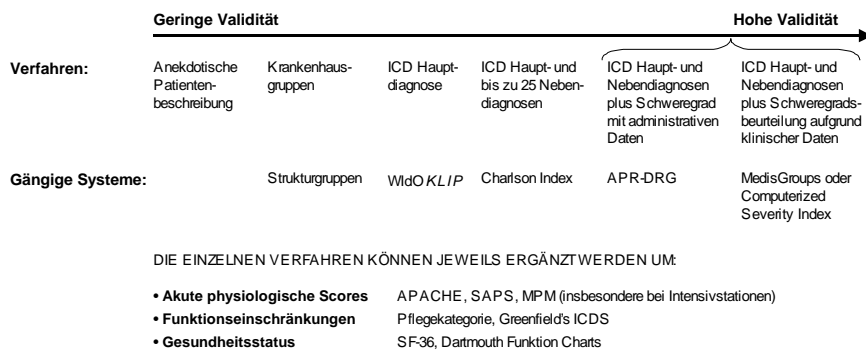 Geringe Validität Hohe Validität
Verfahren: Anekdotische Krankenhaus- ICD Haupt- ICD Haupt- und ICD Haupt- und ICD Haupt- und
Patienten- gruppen diagnose bis zu 25 Neben- Nebendiagnosen Nebendiagnosen
beschreibung diagnosen plus Schweregrad plus Schweregrads-
mit administrativen beurteilung aufgrund
Daten klinischer Daten
Gängige Systeme: Strukturgruppen WIdO KLIP Charlson Index APR-DRG MedisGroups oder
Computerized
Severity Index
DIE EINZELNEN VERFAHREN KÖNNEN JEWEILS ERGÄNZT WERDEN UM:
• Akute physiologische Scores APACHE, SAPS, MPM (insbesondere bei Intensivstationen)
• Funktionseinschränkungen Pflegekategorie, Greenfield's ICDS
• Gesundheitsstatus SF-36, Dartmouth Funktion Charts